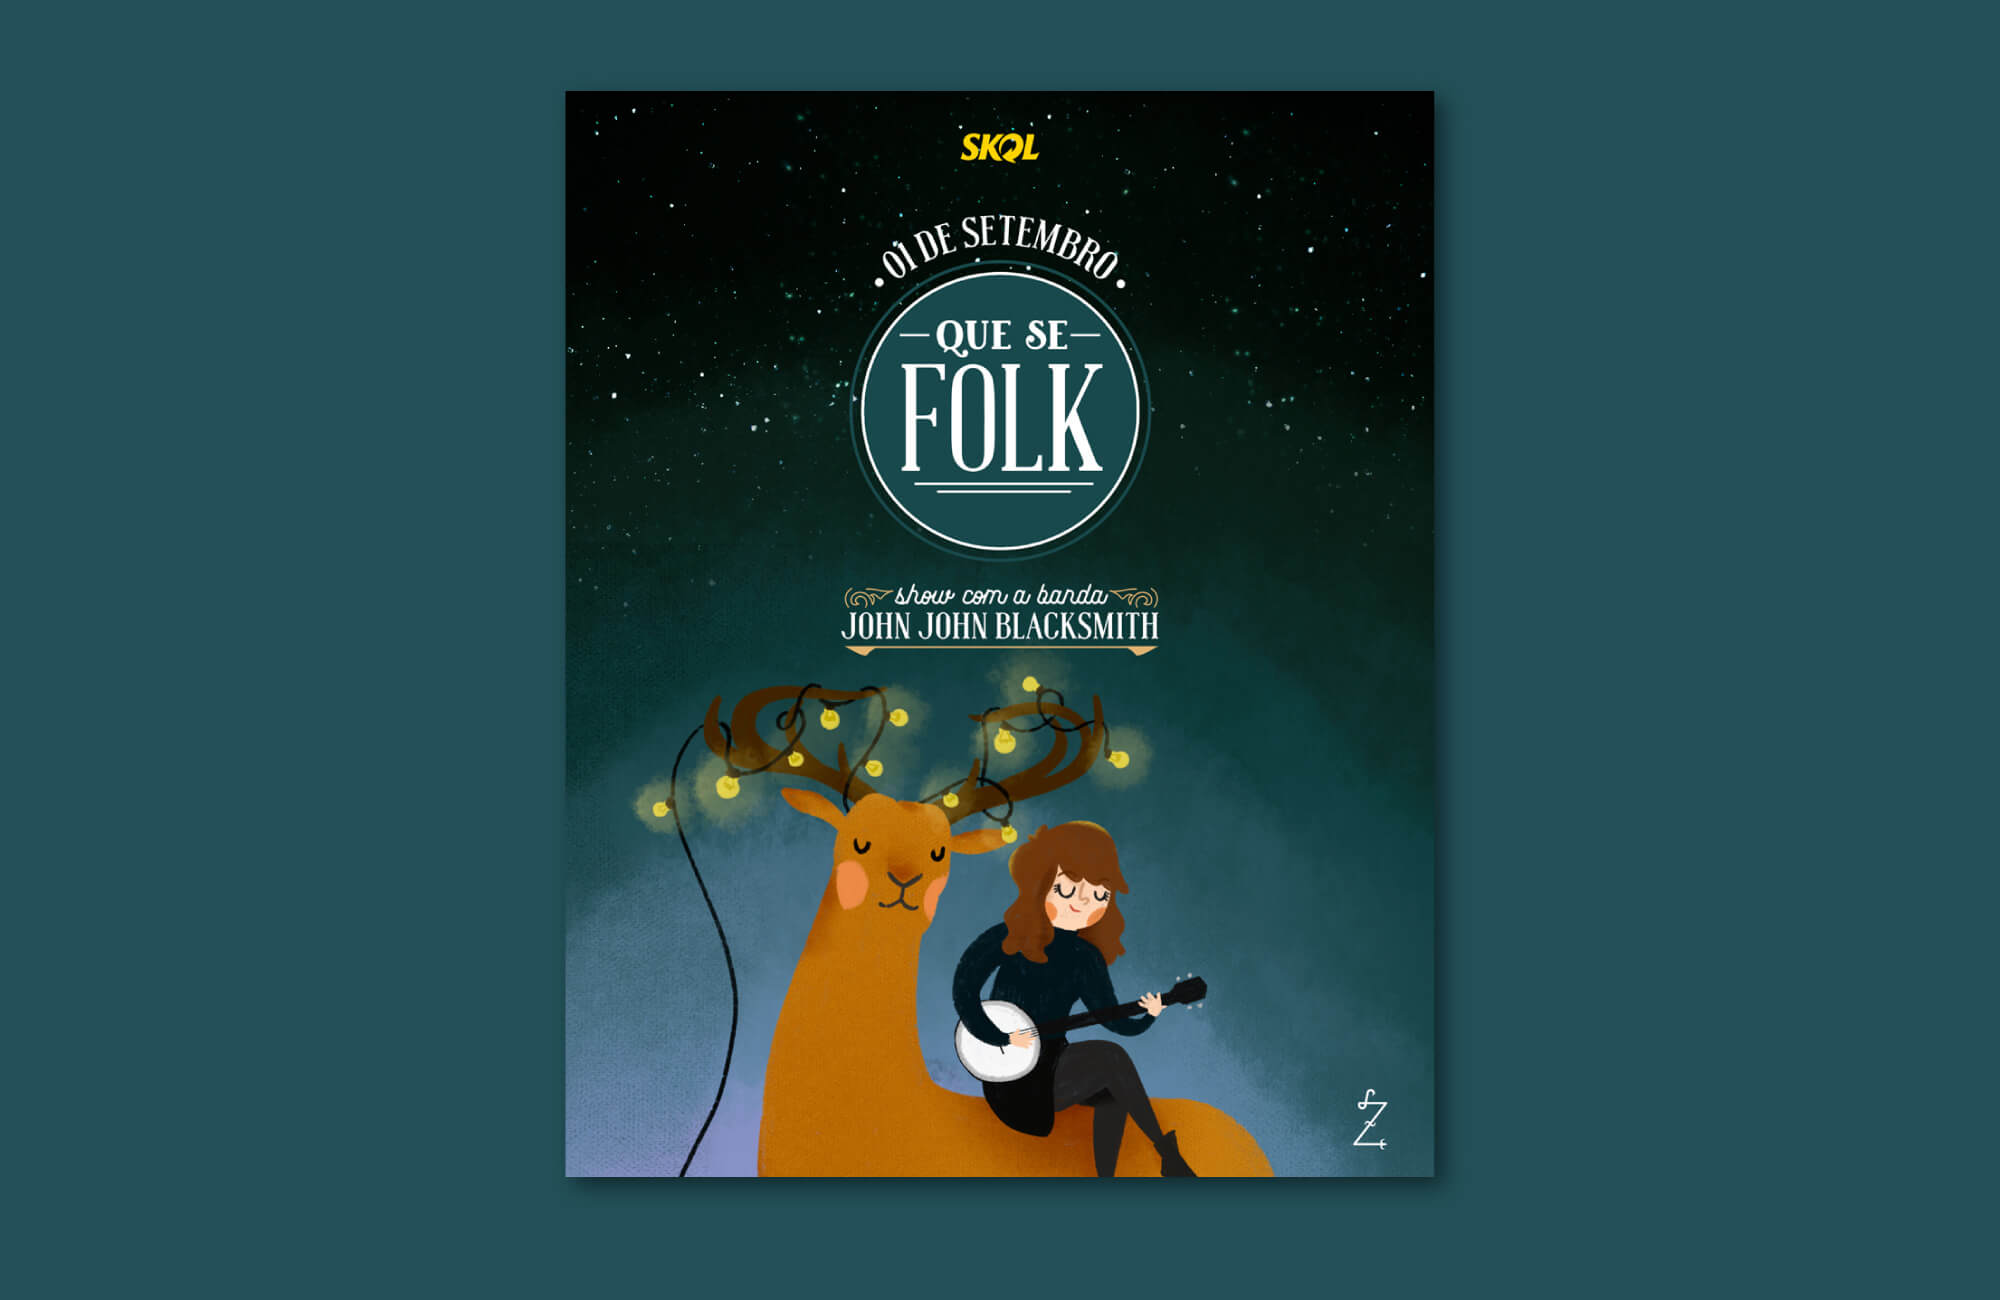 SKOL
• 01 DE SETEMBRO •
QUE SE
FOLK
show com a banda
JOHN JOHN BLACKSMITH